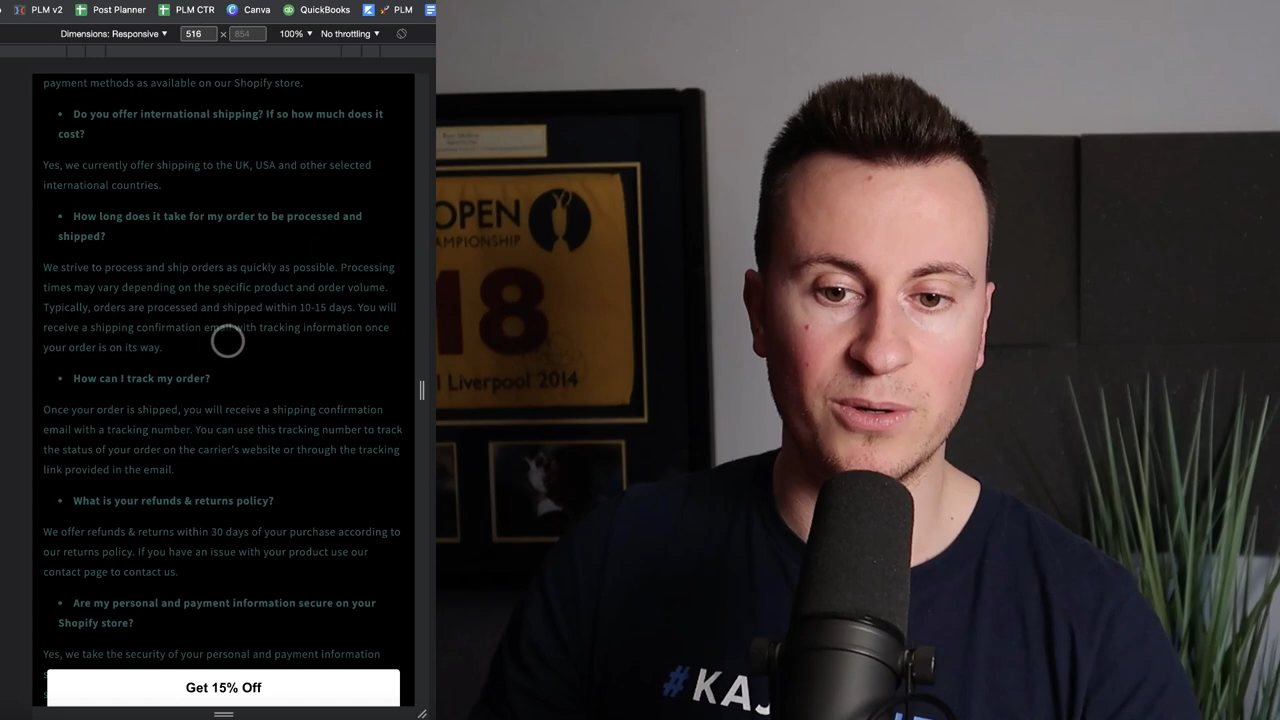 PLM v2 Post Planner PLM CTR Canva QuickBooks PLM
Dimensions: Responsive 516 × 854 100% No throttling
payment methods as available on our Shopify store.
• Do you offer international shipping? If so how much does it
cost?
Yes, we currently offer shipping to the UK, USA and other selected
international countries.
• How long does it take for my order to be processed and
shipped?
We strive to process and ship orders as quickly as possible. Processing
times may vary depending on the specific product and order volume.
Typically, orders are processed and shipped within 10-15 days. You will
receive a shipping confirmation email with tracking information once
your order is on its way.
• How can I track my order?
Once your order is shipped, you will receive a shipping confirmation
email with a tracking number. You can use this tracking number to track
the status of your order on the carrier's website or through the tracking
link provided in the email.
• What is your refunds & returns policy?
We offer refunds & returns within 30 days of your purchase according to
our returns policy. If you have an issue with your product use our
contact page to contact us.
• Are my personal and payment information secure on your
Shopify store?
Yes, we take the security of your personal and payment information
Get 15% Off
OPEN
AMPIONSHIP
18
l Liverpool 2014
#KAJ